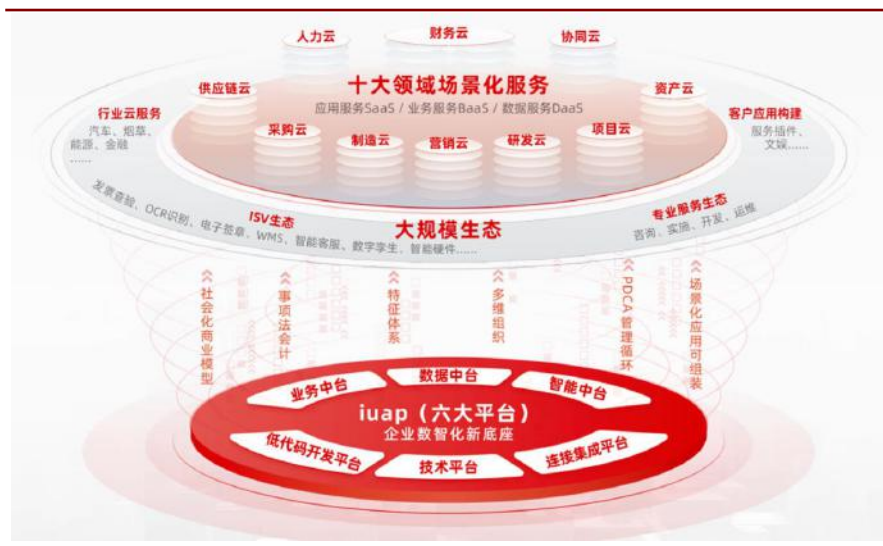 人力云
财务云
协同云
供应链云
十大领域场景化服务
资产云
应用服务SaaS / 业务服务BaaS / 数据服务DaaS
行业云服务
汽车、烟草、
能源、金融
……
客户应用构建
服务插件、
文娱……
采购云
制造云
营销云
研发云
项目云
ISV生态
发票查验、OCR识别、电子签章、WMS、智能客服、数字孪生、智能硬件……
大规模生态
专业服务生态
咨询、实施、开发、运维
社会化商业模型
事项法会计
特征体系
多维组织
PDCA 管理循环
场景化应用可组装
业务中台
数据中台
智能中台
iuap（六大平台）
企业数智化新底座
低代码开发平台
技术平台
连接集成平台